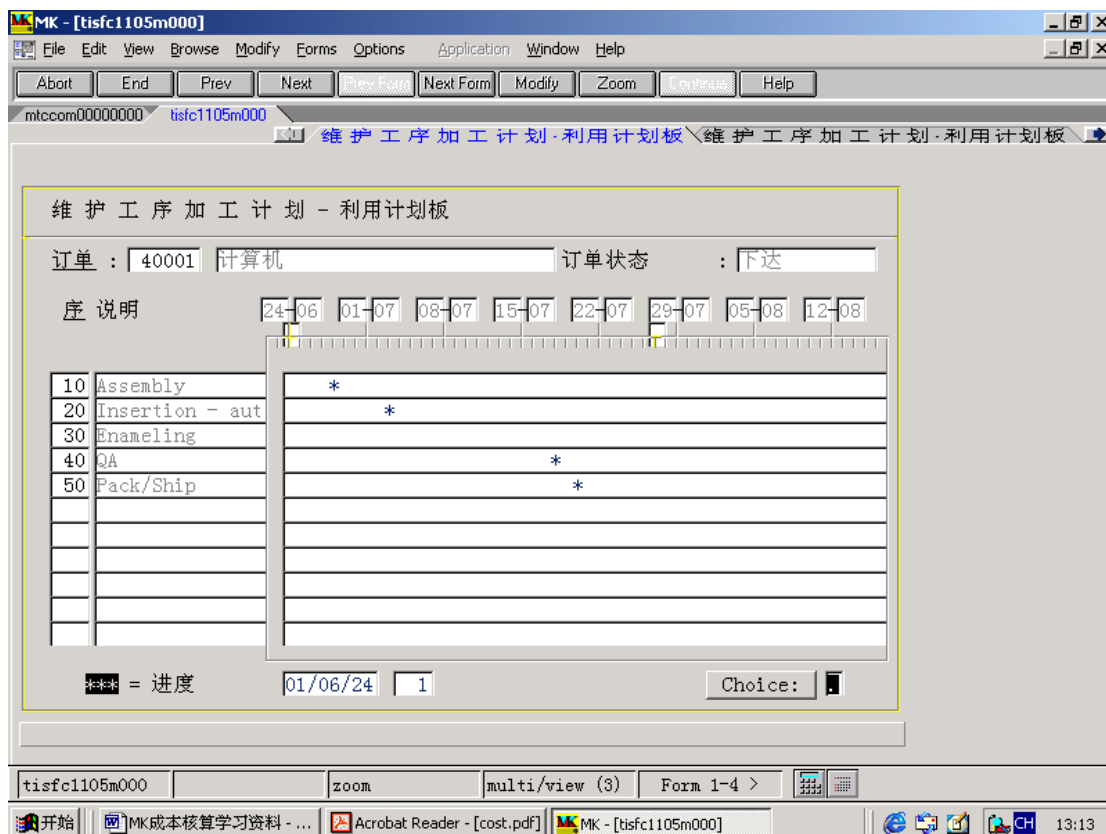 MK - [tisfc1105m000]
File Edit View Browse Modify Forms Options Application Window Help
Abort End Prev Next Prev Form Next Form Modify Zoom Continue Help
mtccom00000000 tisfc1105m000
维护工序加工计划-利用计划板 维护工序加工计划-利用计划板
维护工序加工计划 - 利用计划板
订单 : 40001 计算机 订单状态 : 下达
序 说明 24-06 01-07 08-07 15-07 22-07 29-07 05-08 12-08
10 Assembly *
20 Insertion - aut *
30 Enameling
40 QA *
50 Pack/Ship *
*** = 进度 01/06/24 1 Choice: .
tisfc1105m000 zoom multi/view (3) Form 1-4 >
开始 MK成本核算学习资料 - ... Acrobat Reader - [cost.pdf] MK - [tisfc1105m000] CH 13:13